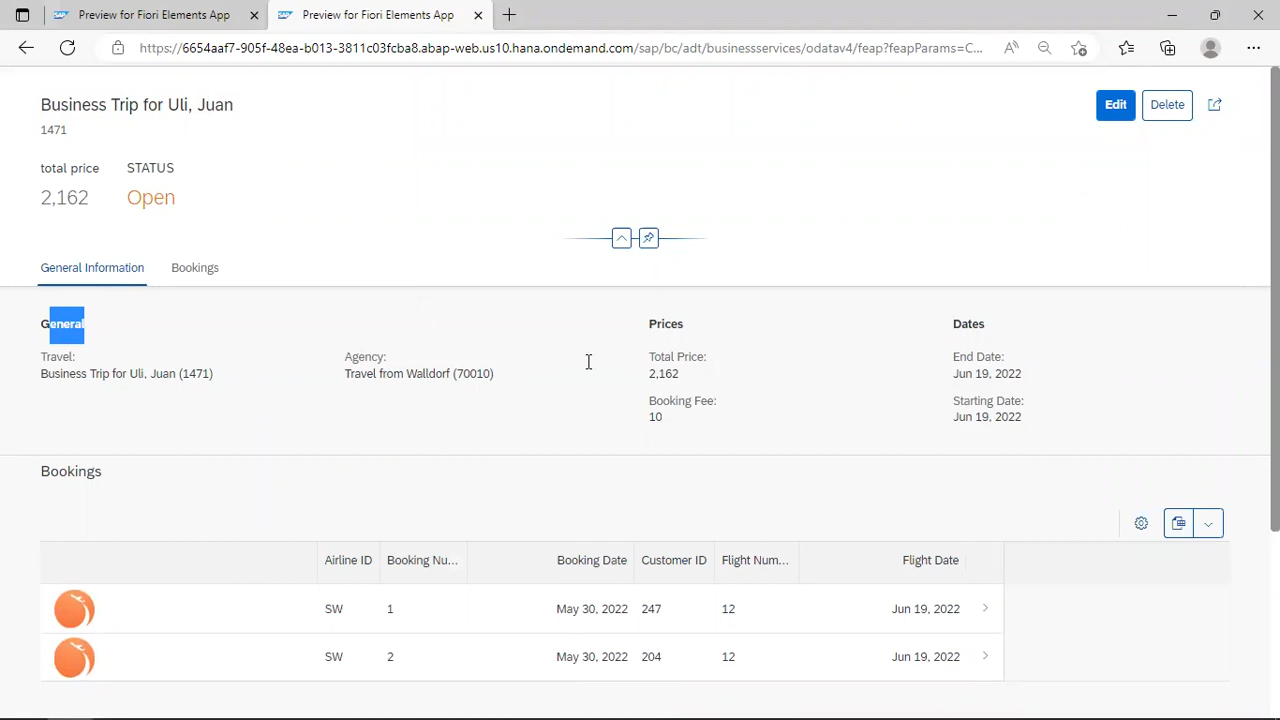 Preview for Fiori Elements App
Preview for Fiori Elements App
https://6654aaf7-905f-48ea-b013-3811c03fcba8.abap-web.us10.hana.ondemand.com/sap/bc/adt/businessservices/odatav4/feap?feapParams=C...
Business Trip for Uli, Juan
Edit
Delete
1471
total price
STATUS
2,162
Open
General Information
Bookings
General
Prices
Dates
Travel:
Agency:
Total Price:
End Date:
Business Trip for Uli, Juan (1471)
Travel from Walldorf (70010)
2,162
Jun 19, 2022
Booking Fee:
Starting Date:
10
Jun 19, 2022
Bookings
Airline ID
Booking Nu...
Booking Date
Customer ID
Flight Num...
Flight Date
SW
1
May 30, 2022
247
12
Jun 19, 2022
SW
2
May 30, 2022
204
12
Jun 19, 2022